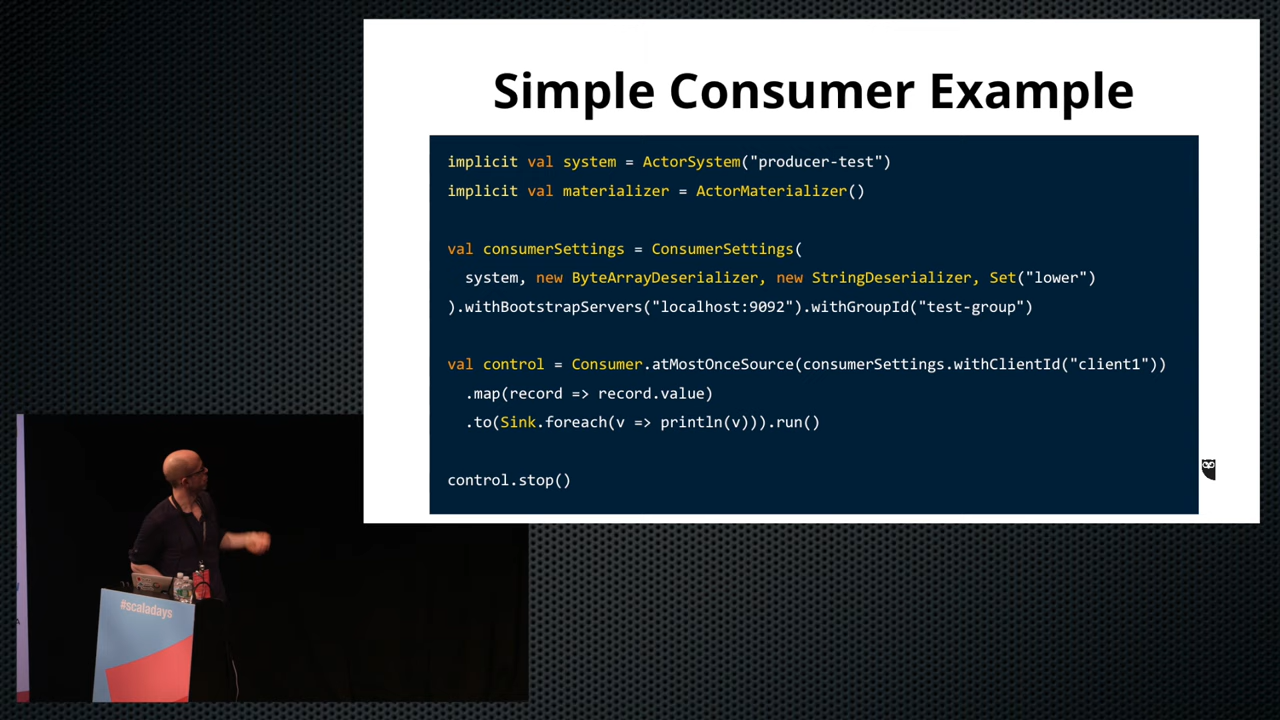 Simple Consumer Example
implicit val system = ActorSystem("producer-test")
implicit val materializer = ActorMaterializer()
val consumerSettings = ConsumerSettings(
system, new ByteArrayDeserializer, new StringDeserializer, Set("lower")
).withBootstrapServers("localhost:9092").withGroupId("test-group")
val control = Consumer.atMostOnceSource(consumerSettings.withClientId("client1"))
.map(record => record.value)
.to(Sink.foreach(v => println(v))).run()
control.stop()
#scaladays